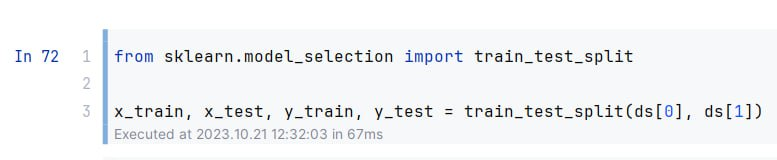 In 72
1 from sklearn.model_selection import train_test_split
2
3 x_train, x_test, y_train, y_test = train_test_split(ds[0], ds[1])
Executed at 2023.10.21 12:32:03 in 67ms